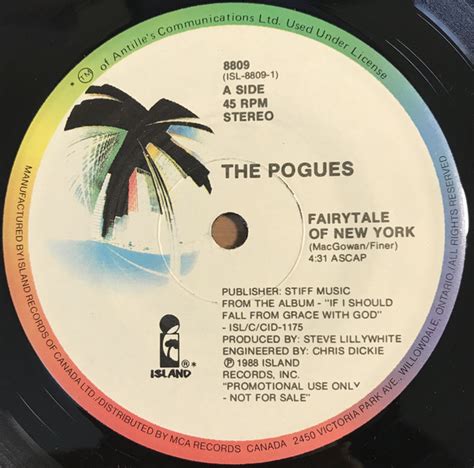 * ™ of Antille's Communications Ltd. Used Under License
8809
(ISL-8809-1)
A SIDE
45 RPM
STEREO
THE POGUES
FAIRYTALE
OF NEW YORK
(MacGowan/Finer)
4:31 ASCAP
PUBLISHER: STIFF MUSIC
FROM THE ALBUM - "IF I SHOULD
FALL FROM GRACE WITH GOD"
- ISL/C/CID-1175
PRODUCED BY: STEVE LILLYWHITE
ENGINEERED BY: CHRIS DICKIE
℗ 1988 ISLAND
RECORDS, INC.
"PROMOTIONAL USE ONLY
- NOT FOR SALE"
ISLAND ®*
MANUFACTURED BY ISLAND RECORDS OF CANADA LTD./DISTRIBUTED BY MCA RECORDS CANADA 2450 VICTORIA PARK AVE., WILLOWDALE, ONTARIO / ALL RIGHTS RESERVED